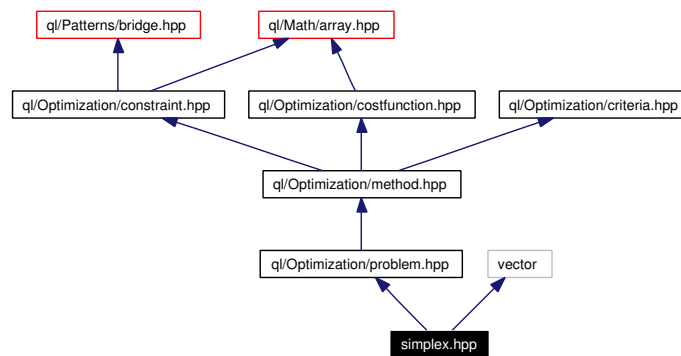 ql/Patterns/bridge.hpp
ql/Math/array.hpp
ql/Optimization/constraint.hpp
ql/Optimization/costfunction.hpp
ql/Optimization/criteria.hpp
ql/Optimization/method.hpp
ql/Optimization/problem.hpp
vector
simplex.hpp